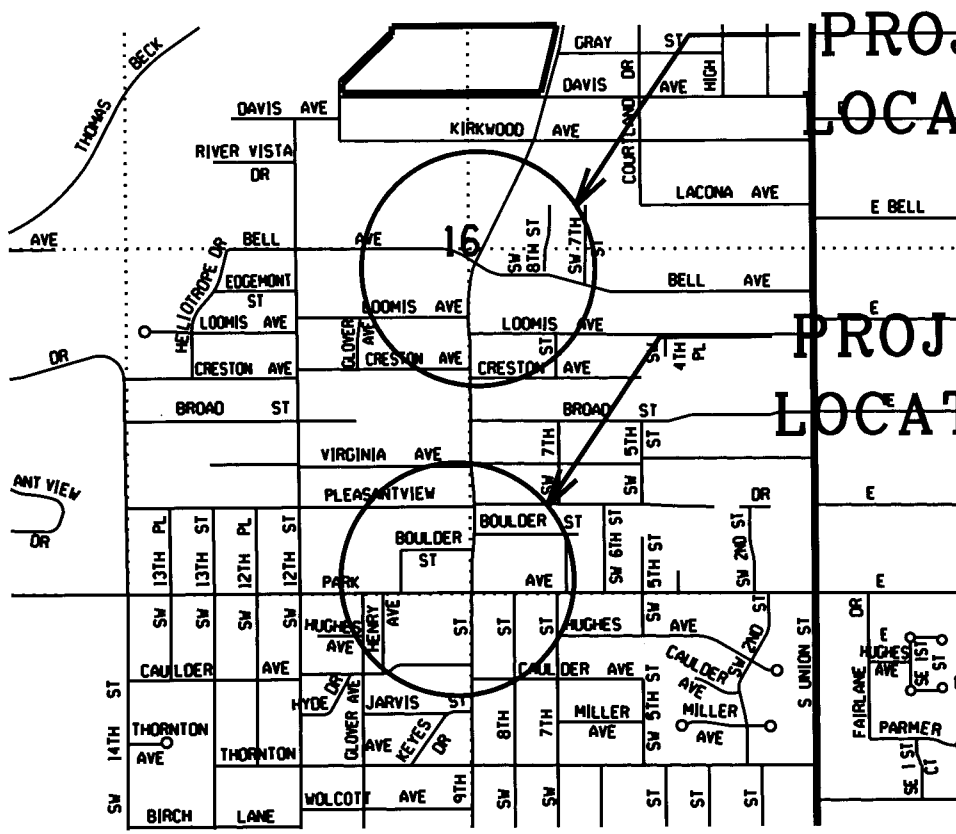 PROJ
GRAY ST
THOMAS BECK
DAVIS AVE
COURTLAND DR
HIGH
LOCA
DAVIS AVE
KIRKWOOD AVE
RIVER VISTA
DR
LACONA AVE
E BELL
AVE
BELL AVE
16
SW
8TH ST
SW 7TH
ST
HELIOTROPE DR
EDGEMONT
ST
BELL AVE
LOOMIS AVE
LOOMIS AVE
LOOMIS AVE
E
PROJ
GLOVER
AVE
DR
CRESTON AVE
CRESTON AVE
CRESTON AVE
ST
SW
4TH
PL
BROAD ST
BROAD ST
E
LOCAT
VIRGINIA AVE
SW 7TH
SW 5TH
ST
ANT VIEW
DR
PLEASANTVIEW
DR
E
BOULDER ST
BOULDER
ST
SW 13TH PL
SW 13TH ST
SW 12TH PL
SW 12TH ST
SW 6TH ST
SW 5TH ST
SW 2ND ST
PARK AVE
E
HUGHES
AVE
HENRY
AVE
ST
ST
ST
HUGHES AVE
SW 2ND ST
S UNION ST
FAIRLANE DR
E
HUGHES
AVE
SE 1ST
ST
CAULDER AVE
CAULDER AVE
CAULDER
AVE
HYDE DR
GLOVER AVE
JARVIS ST
AVE
KEYES
DR
8TH
7TH
MILLER
AVE
SW 5TH ST
MILLER
AVE
PARMER
SW 14TH ST
THORNTON
AVE
THORNTON
SE 1 ST
CT
WOLCOTT AVE
9TH
SW
SW
ST
ST
ST
BIRCH LANE